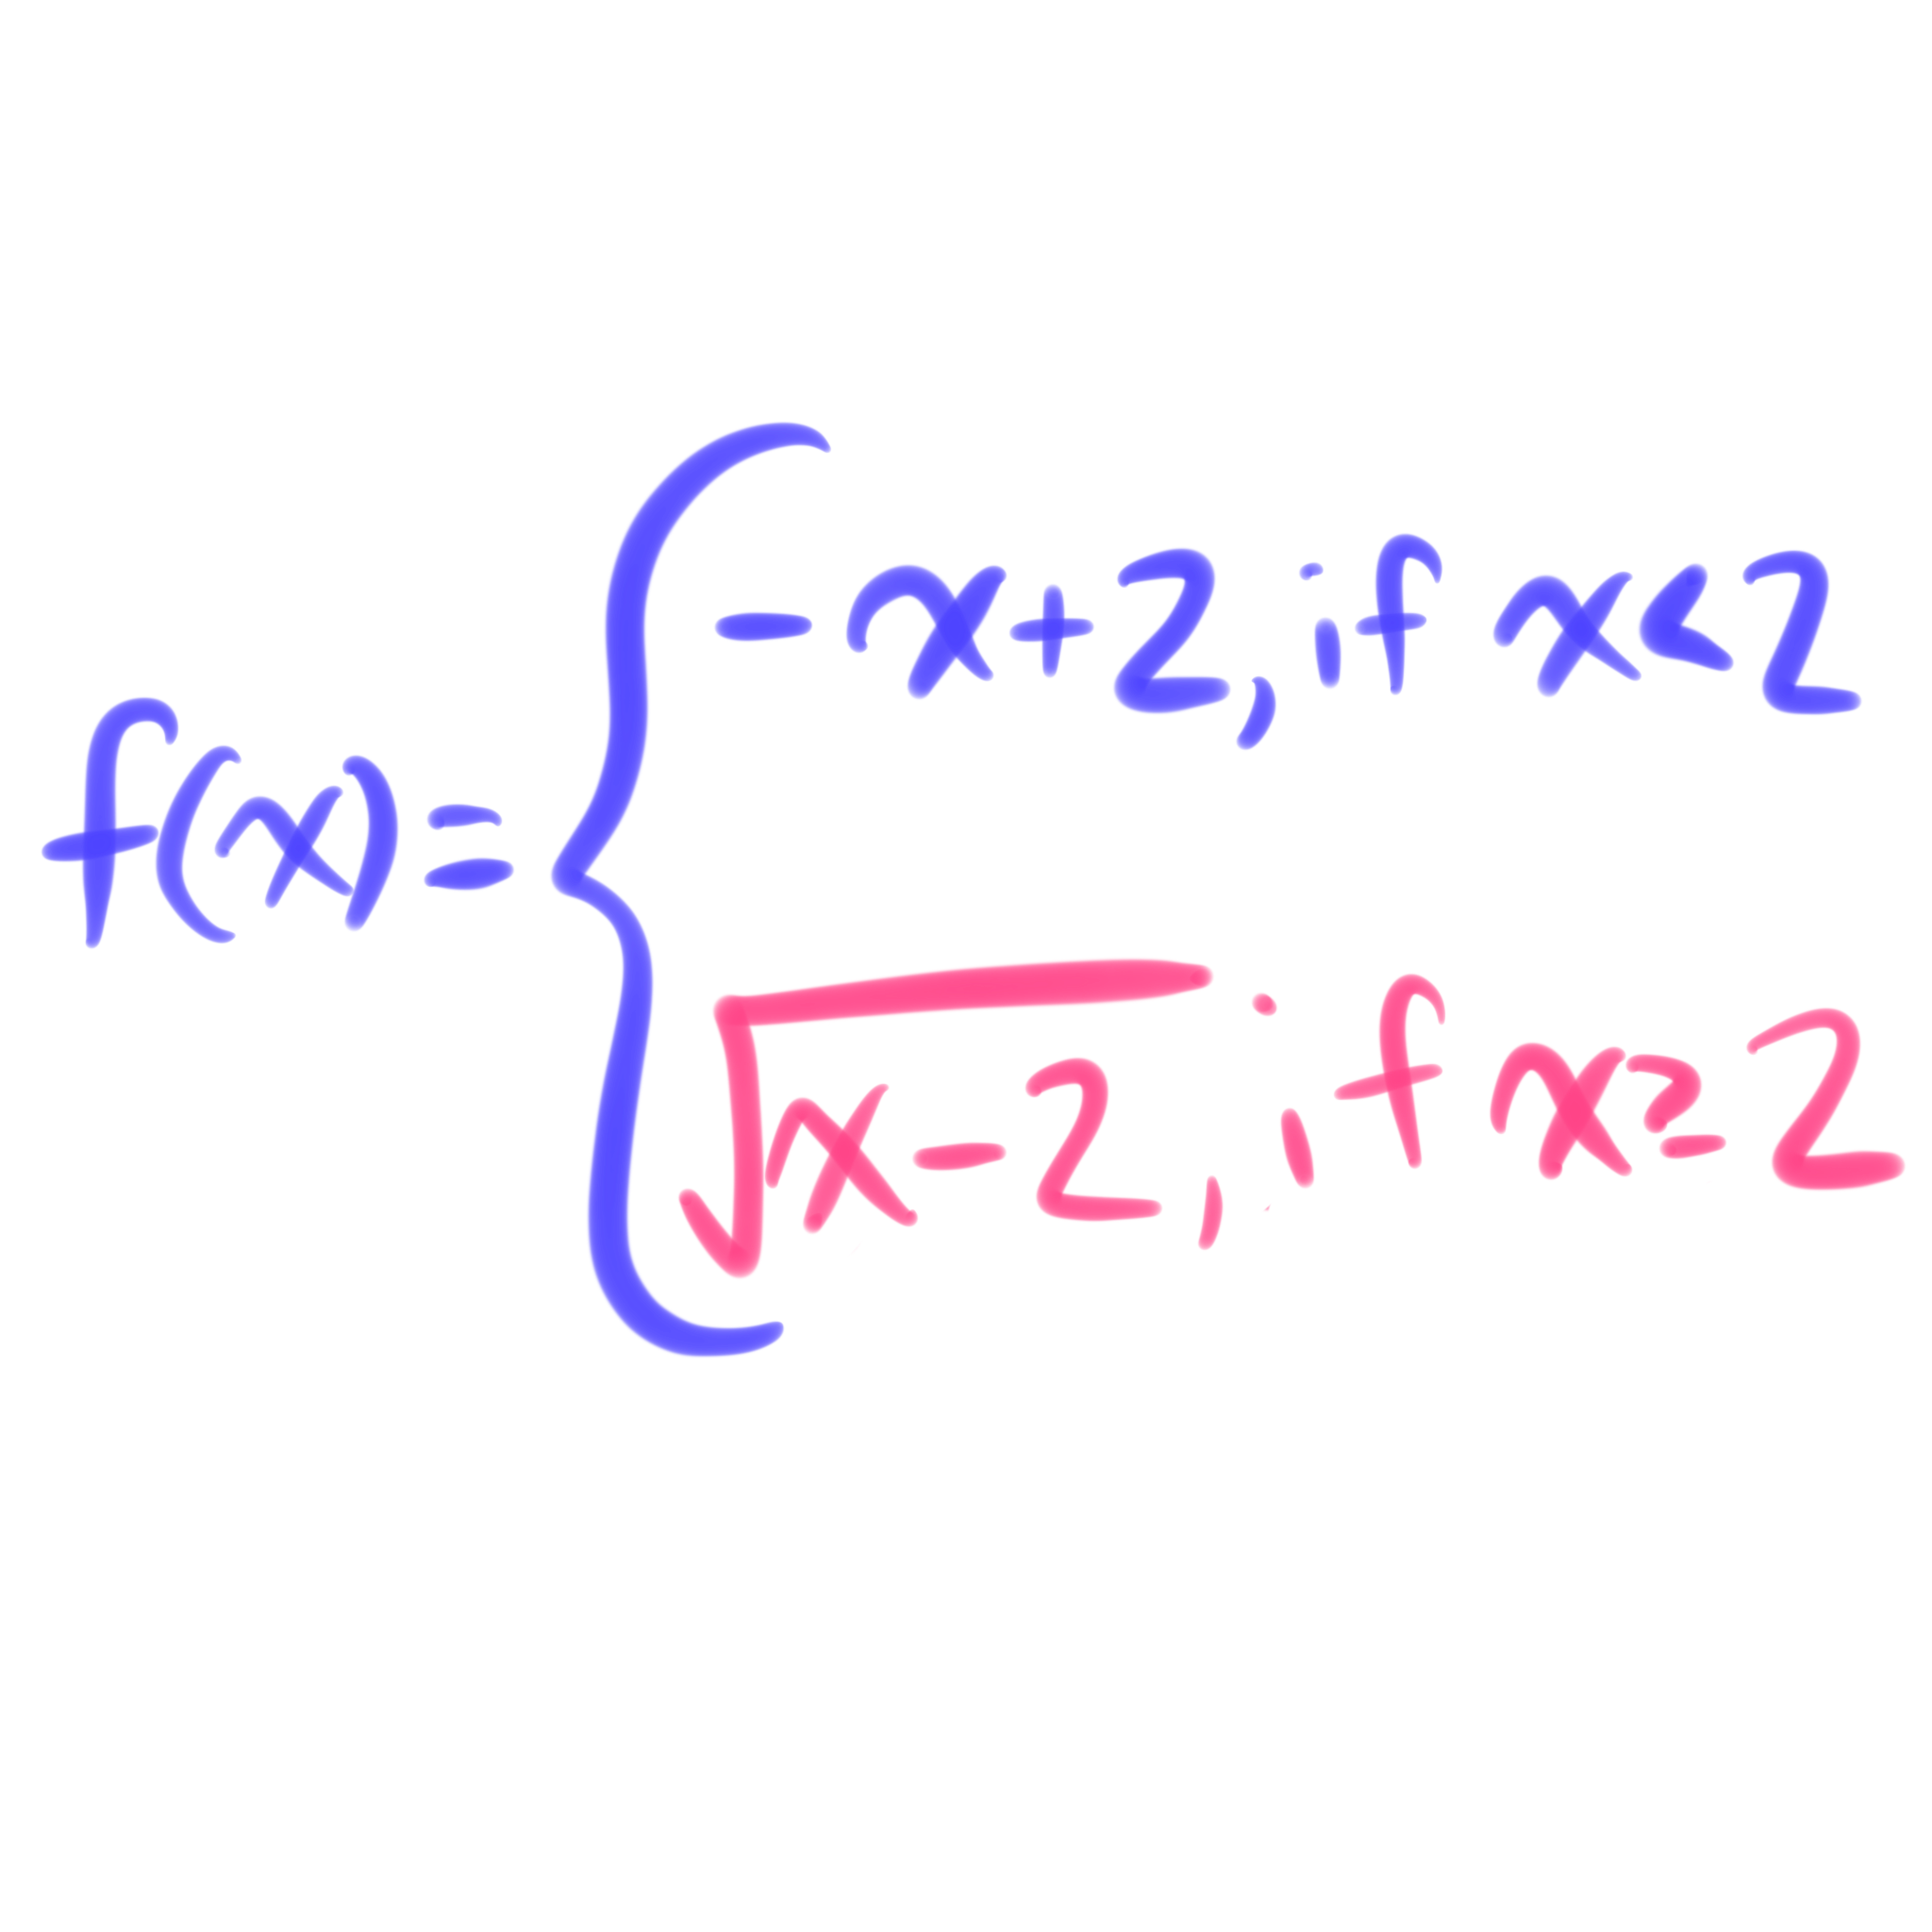 -x+2, if x<2
f(x)={
√x-2, if x≥2